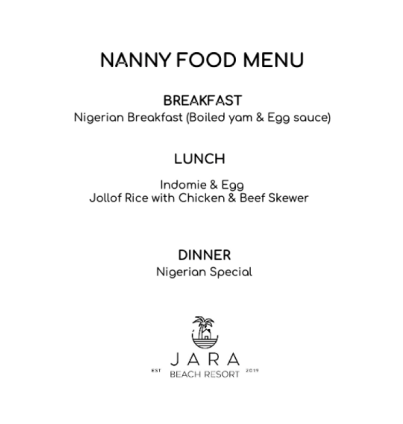 NANNY FOOD MENU
BREAKFAST
Nigerian Breakfast (Boiled yam & Egg sauce)
LUNCH
Indomie & Egg
Jollof Rice with Chicken & Beef Skewer
DINNER
Nigerian Special
JARA
EST BEACH RESORT 2019